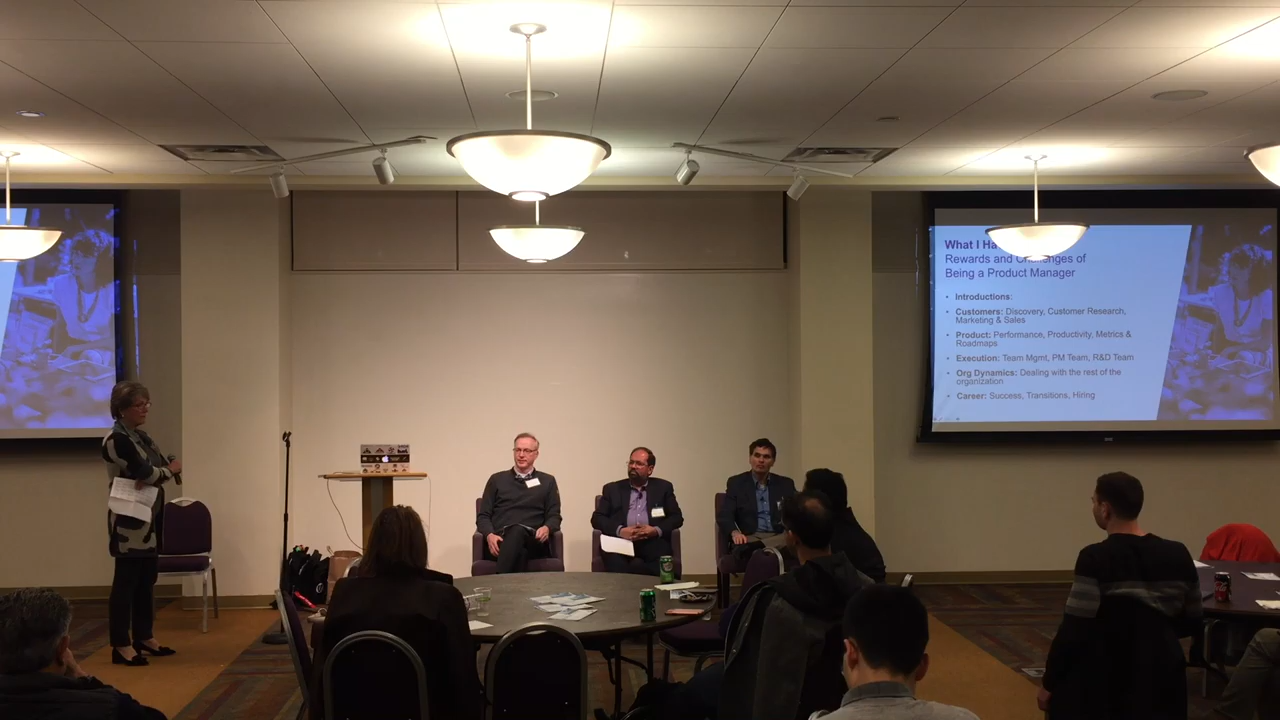 What I Ha
Rewards and Challenges of
Being a Product Manager
• Introductions:
• Customers: Discovery, Customer Research,
Marketing & Sales
• Product: Performance, Productivity, Metrics &
Roadmaps
• Execution: Team Mgmt, PM Team, R&D Team
• Org Dynamics: Dealing with the rest of the
organization
• Career: Success, Transitions, Hiring